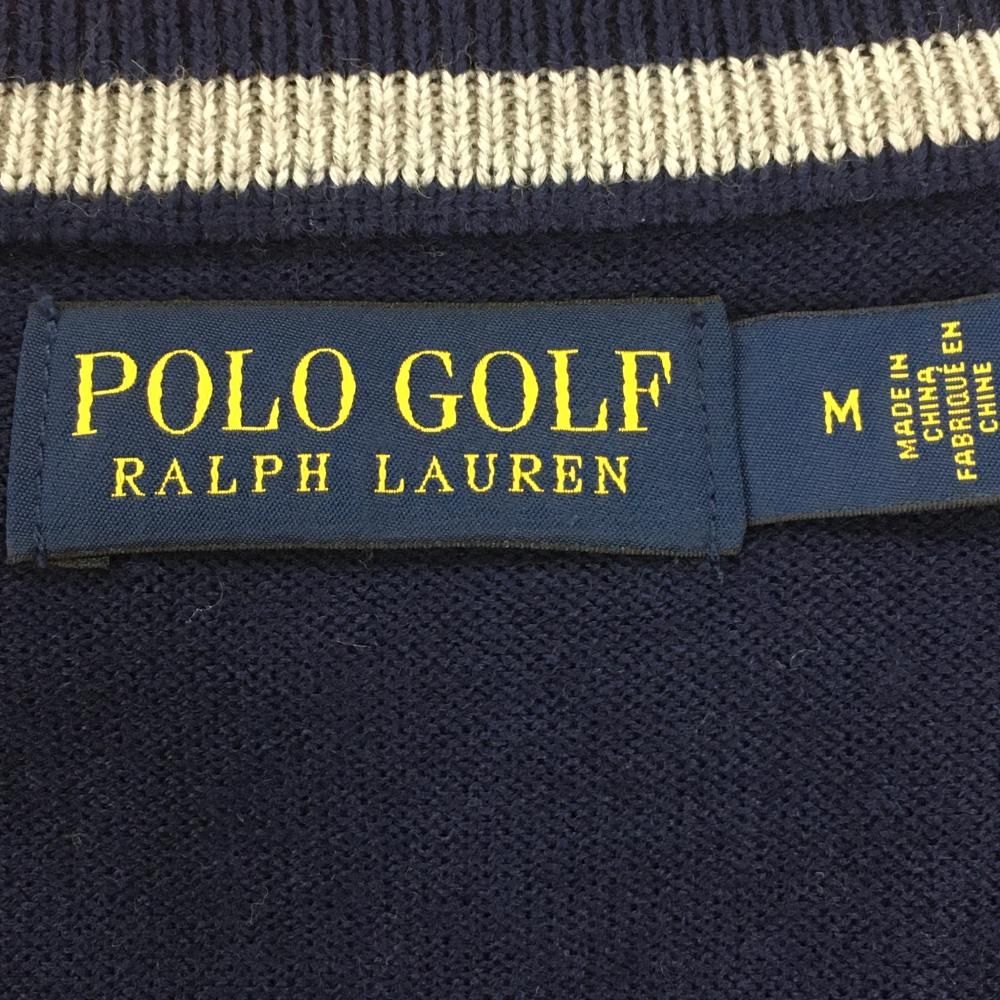 POLO GOLF
RALPH LAUREN
M
MADE IN
CHINA
FABRIQUÉ EN
CHINE